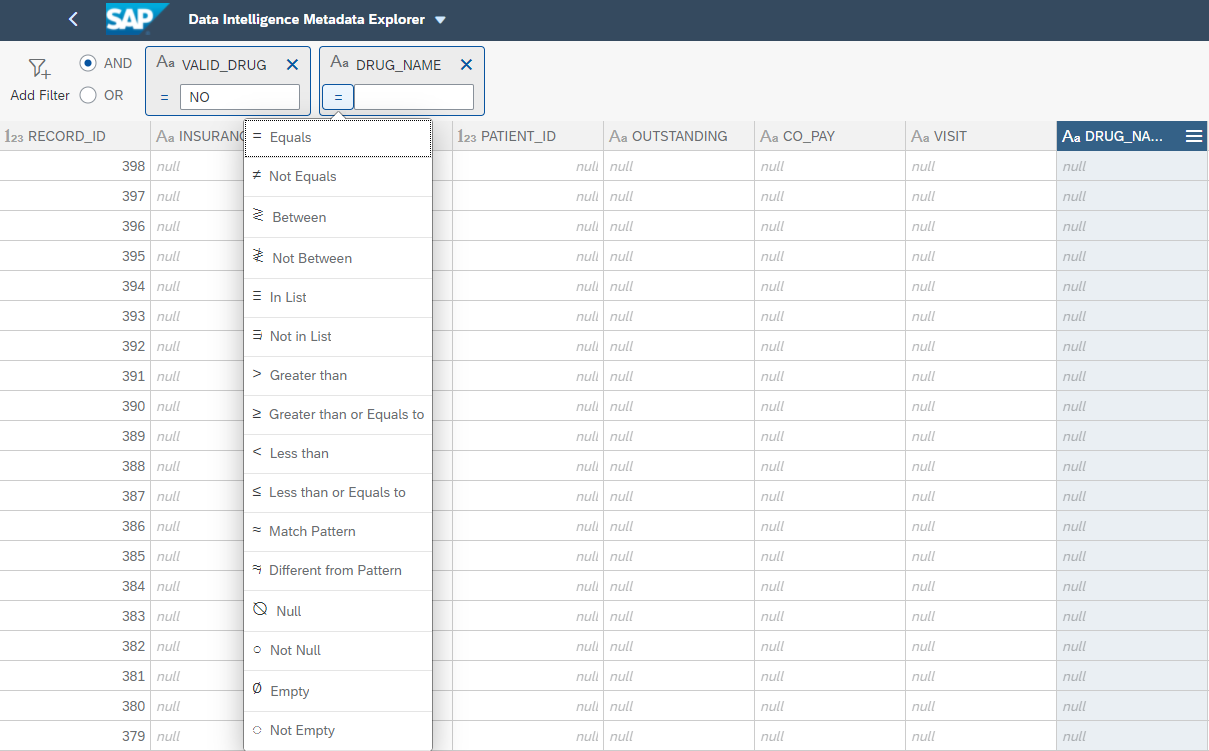 SAP Data Intelligence Metadata Explorer
AND Aa VALID_DRUG Aa DRUG_NAME
Add Filter OR = NO =
123 RECORD_ID Aa INSURANC 123 PATIENT_ID Aa OUTSTANDING Aa CO_PAY Aa VISIT Aa DRUG_NA...
398 null null null null null null
397 null null null null null null
396 null null null null null null
395 null null null null null null
394 null null null null null null
393 null null null null null null
392 null null null null null null
391 null null null null null null
390 null null null null null null
389 null null null null null null
388 null null null null null null
387 null null null null null null
386 null null null null null null
385 null null null null null null
384 null null null null null null
383 null null null null null null
382 null null null null null null
381 null null null null null null
380 null null null null null null
379 null null null null null null
= Equals
≠ Not Equals
Between
Not Between
In List
Not in List
> Greater than
≥ Greater than or Equals to
< Less than
≤ Less than or Equals to
≈ Match Pattern
Different from Pattern
Null
Not Null
Empty
Not Empty